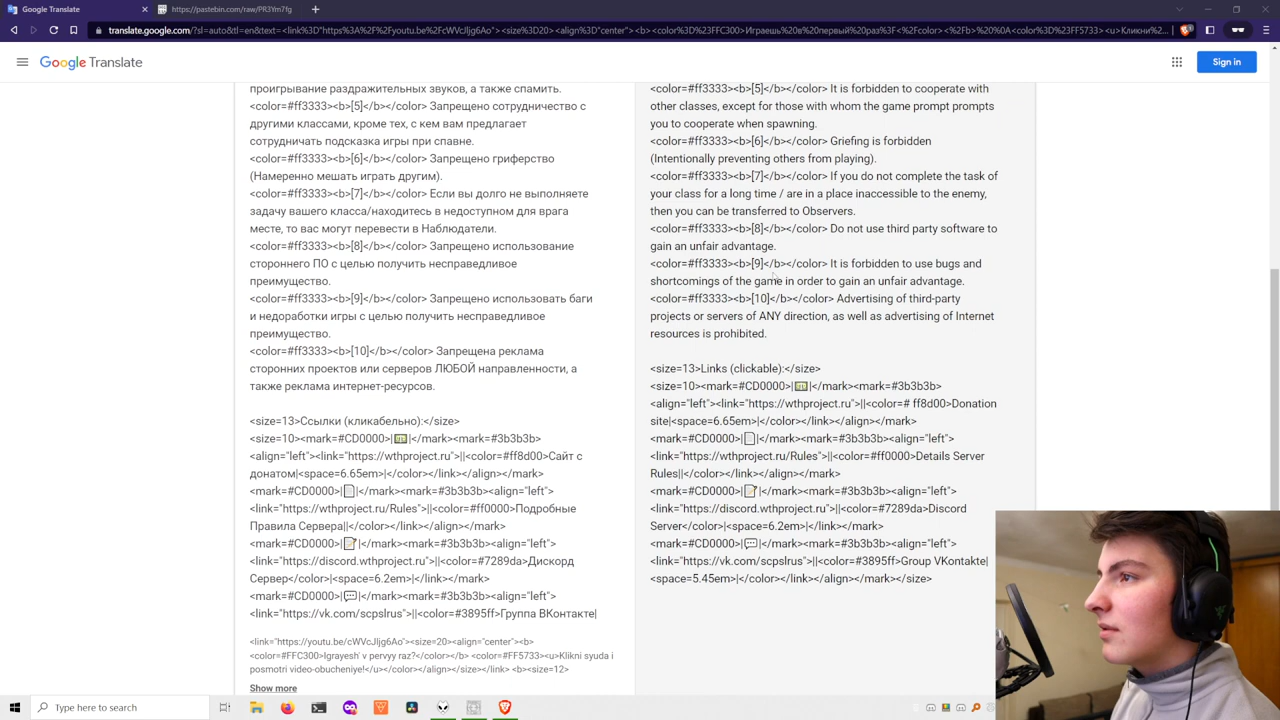 Google Translate
https://pastebin.com/raw/PR3Ym7fg
translate.google.com/?sl=auto&tl=en&text=<link%3D"https%3A%2F%2Fyoutu.be%2FcWVcJljg6Ao"><size%3D20><align%3D"center"><b><color%3D%23FFC300>Играешь%20в%20первый%20раз%3F<%2Fcolor><%2Fb>%20%0A<color%3D%23FF5733><u>Кликни%2...
Google Translate
Sign in
проигрывание раздражительных звуков, а также спамить.
<color=#ff3333><b>[5]</b></color> Запрещено сотрудничество с
другими классами, кроме тех, с кем вам предлагает
сотрудничать подсказка игры при спавне.
<color=#ff3333><b>[6]</b></color> Запрещено гриферство
(Намеренно мешать играть другим).
<color=#ff3333><b>[7]</b></color> Если вы долго не выполняете
задачу вашего класса/находитесь в недоступном для врага
месте, то вас могут перевести в Наблюдатели.
<color=#ff3333><b>[8]</b></color> Запрещено использование
стороннего ПО с целью получить несправедливое
преимущество.
<color=#ff3333><b>[9]</b></color> Запрещено использовать баги
и недоработки игры с целью получить несправедливое
преимущество.
<color=#ff3333><b>[10]</b></color> Запрещена реклама
сторонних проектов или серверов ЛЮБОЙ направленности, а
также реклама интернет-ресурсов.
<size=13>Ссылки (кликабельно):</size>
<size=10><mark=#CD0000>|💵|</mark><mark=#3b3b3b>
<align="left"><link="https://wthproject.ru">||<color=#ff8d00>Сайт с
донатом|<space=6.65em>|</color></link></align></mark>
<mark=#CD0000>|📄|</mark><mark=#3b3b3b><align="left">
<link="https://wthproject.ru/Rules">||<color=#ff0000>Подробные
Правила Сервера||</color></link></align></mark>
<mark=#CD0000>|📝|</mark><mark=#3b3b3b><align="left">
<link="https://discord.wthproject.ru">||<color=#7289da>Дискорд
Сервер</color>|<space=6.2em>|</link></mark>
<mark=#CD0000>|💬|</mark><mark=#3b3b3b><align="left">
<link="https://vk.com/scpslrus">||<color=#3895ff>Группа ВКонтакте|
<link="https://youtu.be/cWVcJljg6Ao"><size=20><align="center"><b>
<color=#FFC300>Igrayesh' v pervyy raz?</color></b> <color=#FF5733><u>Klikni syuda i
posmotri video-obucheniye!</u></color></align></size></link> <b><size=12>
Show more
<color=#ff3333><b>[5]</b></color> It is forbidden to cooperate with
other classes, except for those with whom the game prompt prompts
you to cooperate when spawning.
<color=#ff3333><b>[6]</b></color> Griefing is forbidden
(Intentionally preventing others from playing).
<color=#ff3333><b>[7]</b></color> If you do not complete the task of
your class for a long time / are in a place inaccessible to the enemy,
then you can be transferred to Observers.
<color=#ff3333><b>[8]</b></color> Do not use third party software to
gain an unfair advantage.
<color=#ff3333><b>[9]</b></color> It is forbidden to use bugs and
shortcomings of the game in order to gain an unfair advantage.
<color=#ff3333><b>[10]</b></color> Advertising of third-party
projects or servers of ANY direction, as well as advertising of Internet
resources is prohibited.
<size=13>Links (clickable):</size>
<size=10><mark=#CD0000>|💵|</mark><mark=#3b3b3b>
<align="left"><link="https://wthproject.ru">||<color=# ff8d00>Donation
site|<space=6.65em>|</color></link></align></mark>
<mark=#CD0000>|📄|</mark><mark=#3b3b3b><align="left">
<link="https://wthproject.ru/Rules">||<color=#ff0000>Details Server
Rules||</color></link></align></mark>
<mark=#CD0000>|📝|</mark><mark=#3b3b3b><align="left">
<link="https://discord.wthproject.ru">||<color=#7289da>Discord
Server</color>|<space=6.2em>|</link></mark>
<mark=#CD0000>|💬|</mark><mark=#3b3b3b><align="left">
<link="https://vk.com/scpslrus">||<color=#3895ff>Group VKontakte|
<space=5.45em>|</color></link></align></mark></size>
Type here to search